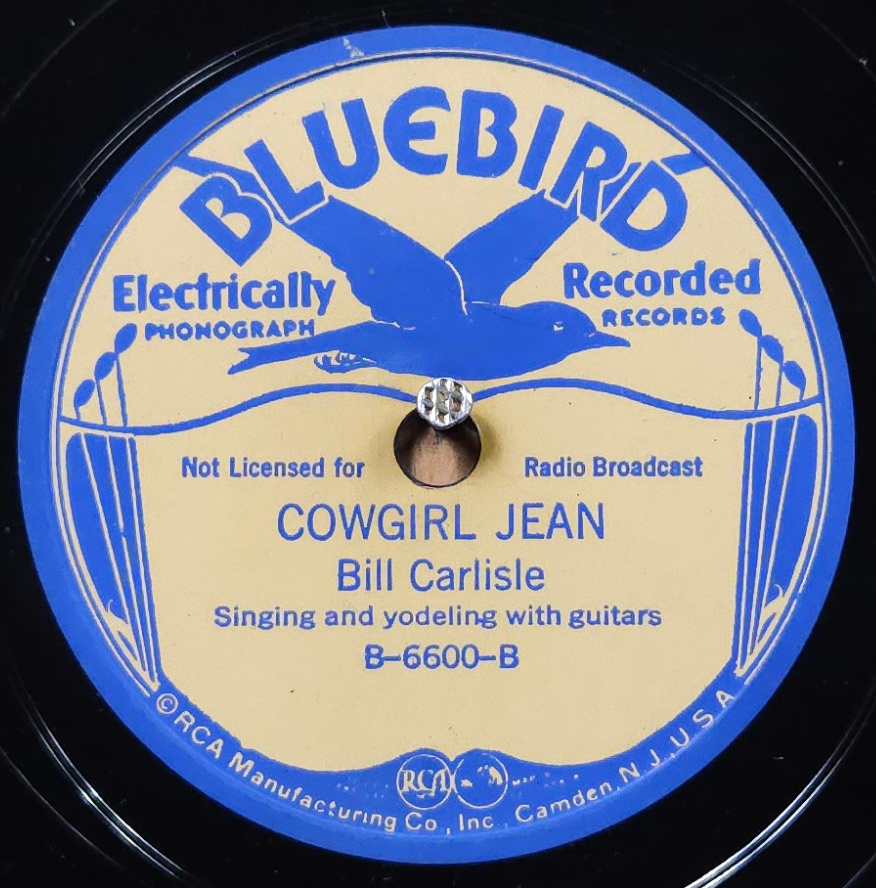 BLUEBIRD
Electrically Recorded
PHONOGRAPH RECORDS
Not Licensed for Radio Broadcast
COWGIRL JEAN
Bill Carlisle
Singing and yodeling with guitars
B-6600-B
RCA
©RCA Manufacturing Co, Inc. Camden, N J, USA